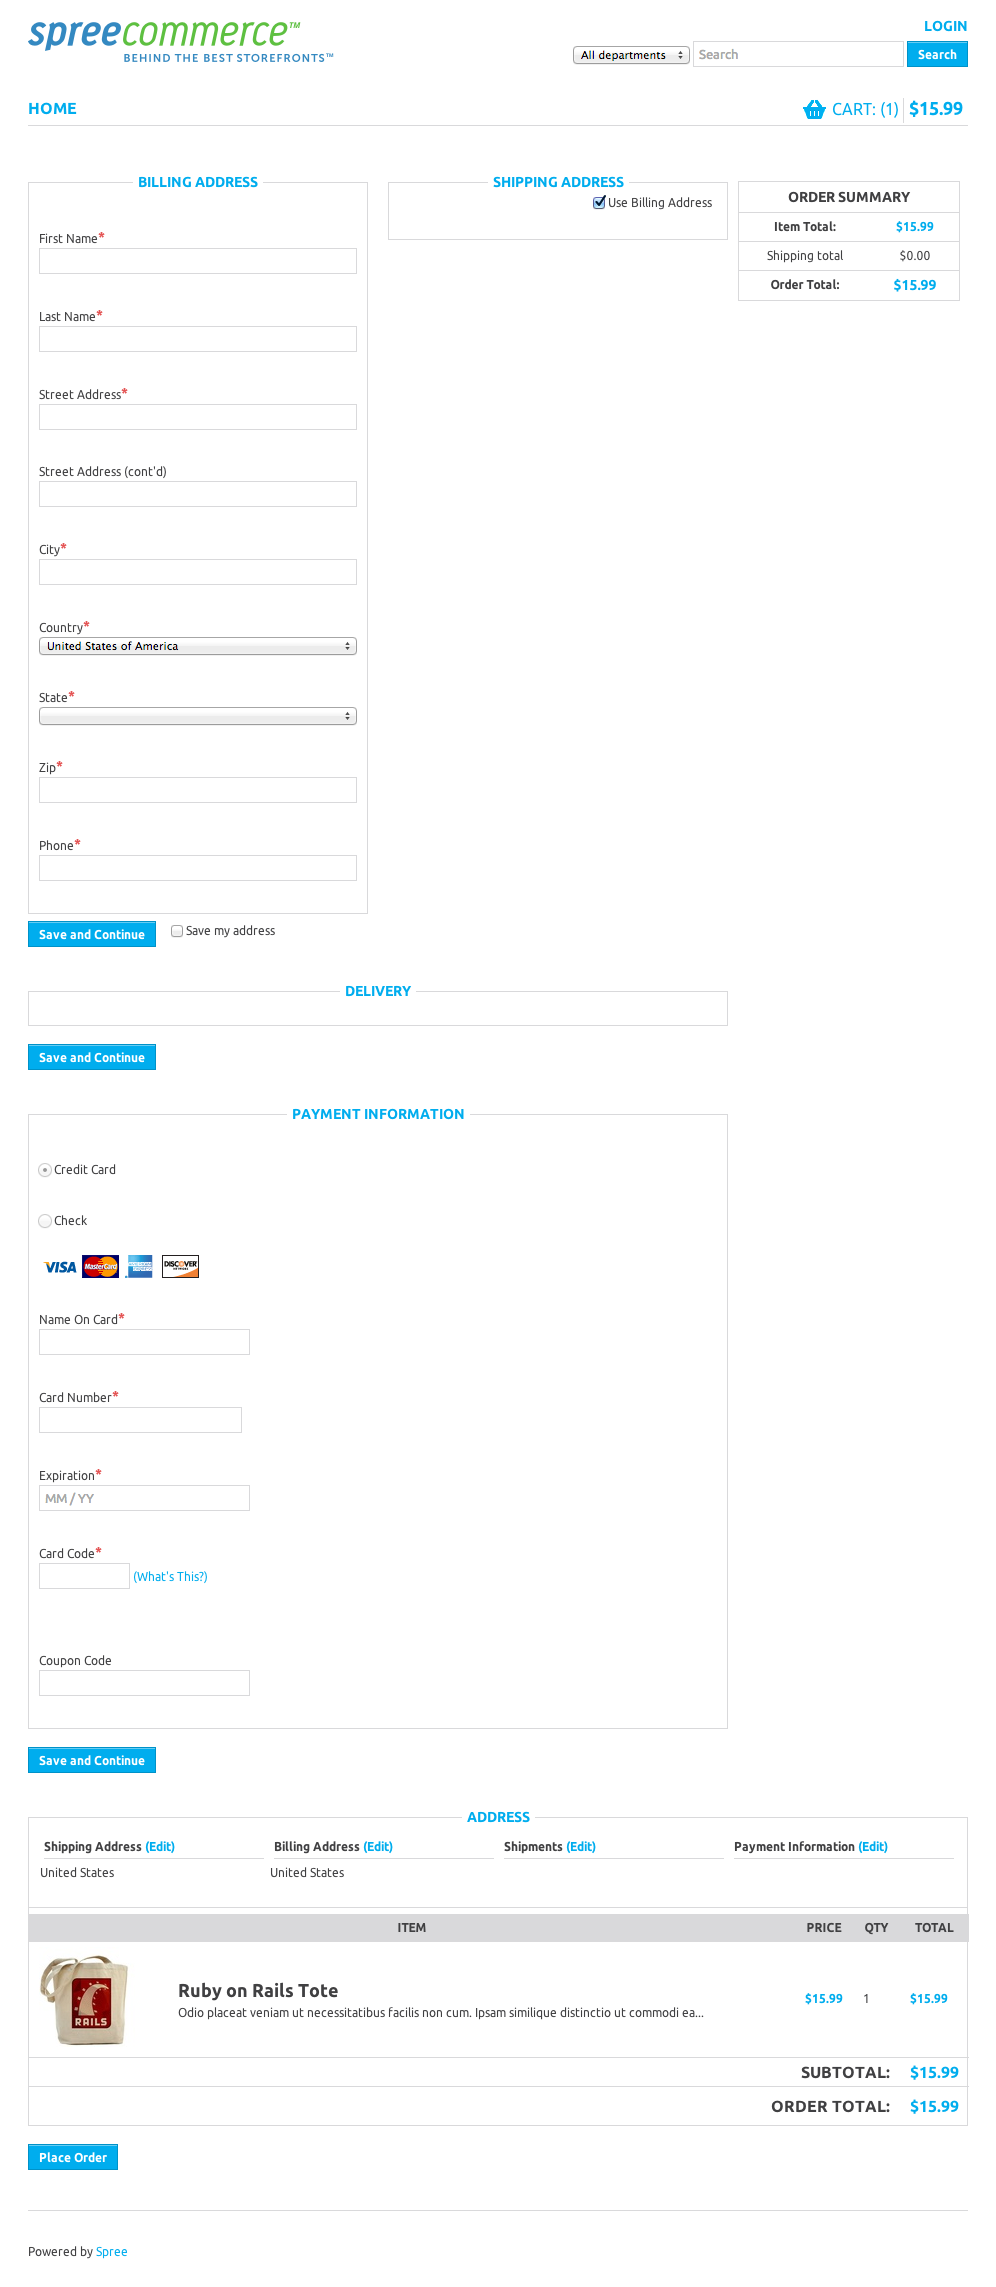 spreecommerce™
BEHIND THE BEST STOREFRONTS™
LOGIN
All departments
Search
Search
HOME
CART: (1) $15.99
BILLING ADDRESS
First Name*
Last Name*
Street Address*
Street Address (cont'd)
City*
Country*
United States of America
State*
Zip*
Phone*
Save and Continue
Save my address
SHIPPING ADDRESS
Use Billing Address
ORDER SUMMARY
Item Total: $15.99
Shipping total $0.00
Order Total: $15.99
DELIVERY
Save and Continue
PAYMENT INFORMATION
Credit Card
Check
VISA MasterCard DISCOVER
Name On Card*
Card Number*
Expiration*
MM / YY
Card Code*
(What's This?)
Coupon Code
Save and Continue
ADDRESS
Shipping Address (Edit) Billing Address (Edit) Shipments (Edit) Payment Information (Edit)
United States United States
ITEM PRICE QTY TOTAL
RAILS
Ruby on Rails Tote
Odio placeat veniam ut necessitatibus facilis non cum. Ipsam similique distinctio ut commodi ea...
$15.99 1 $15.99
SUBTOTAL: $15.99
ORDER TOTAL: $15.99
Place Order
Powered by Spree